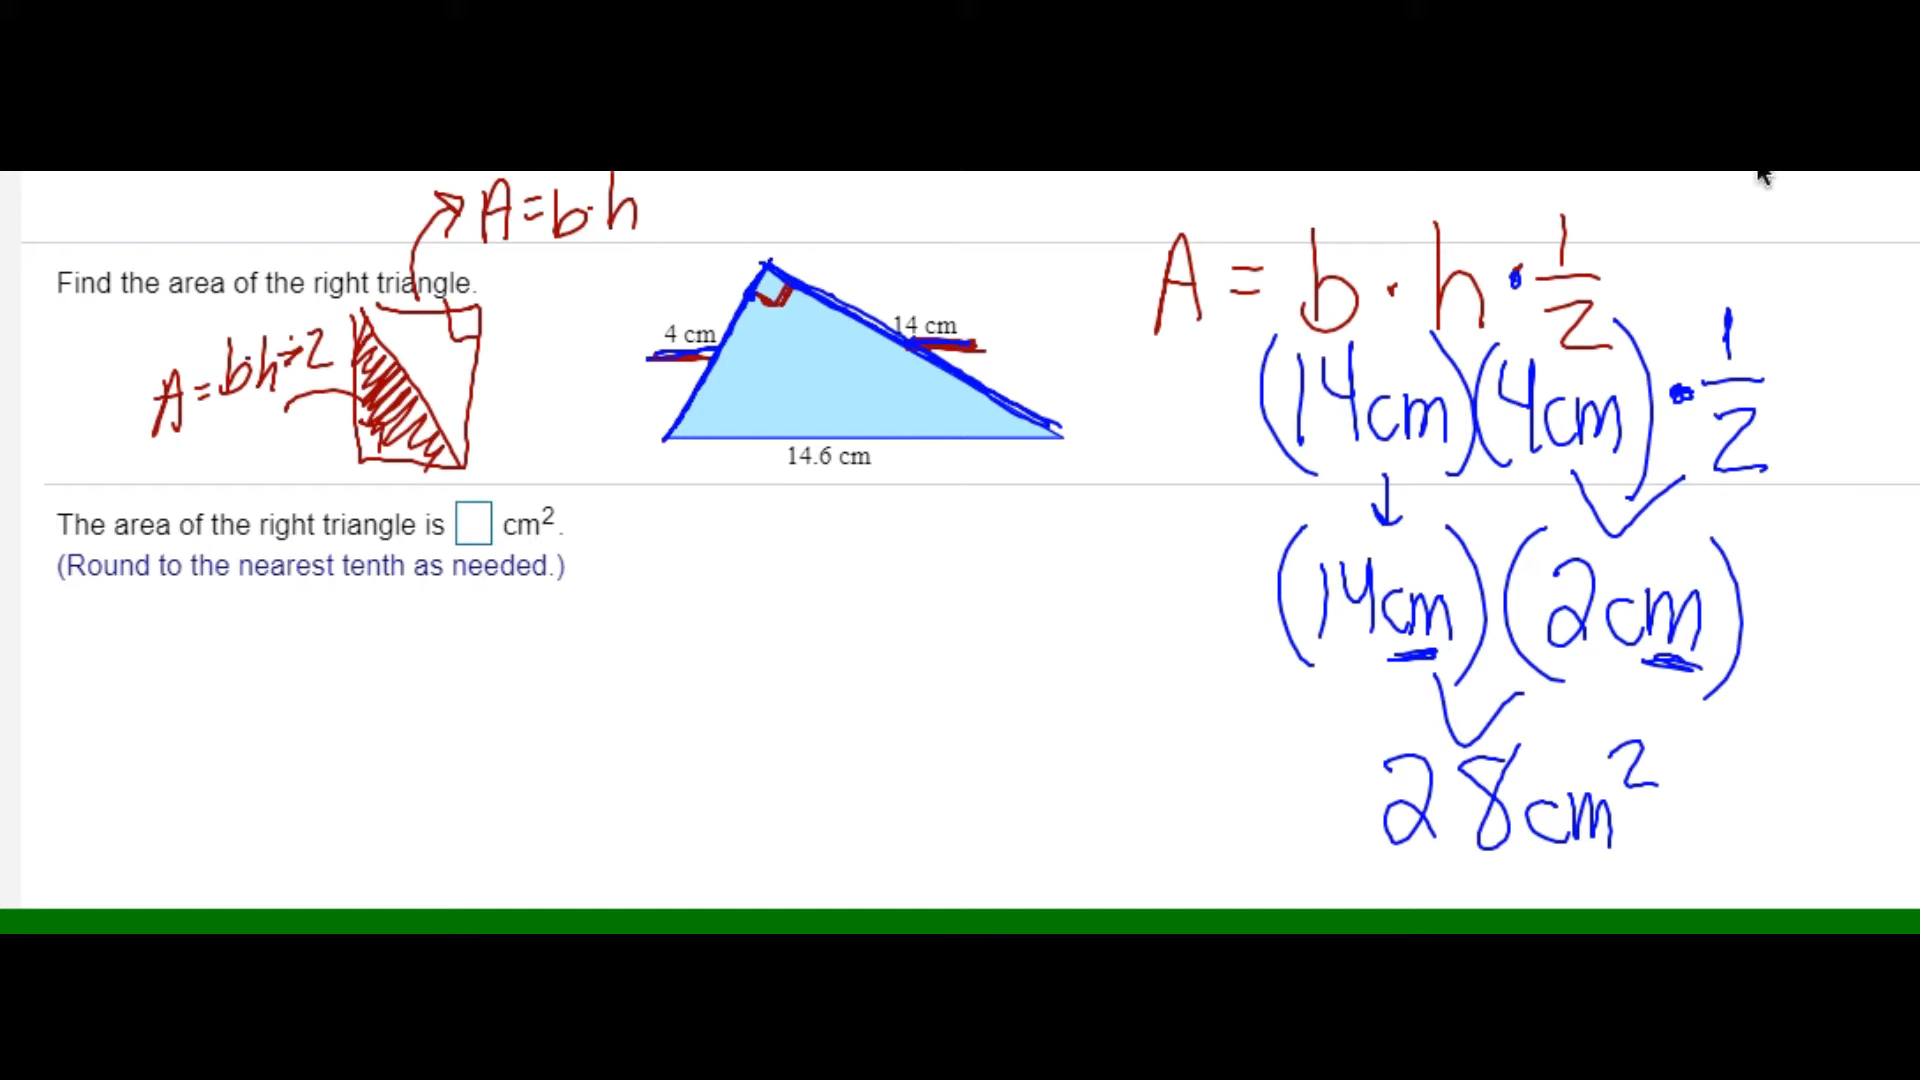 A = b · h
Find the area of the right triangle.
A = b·h ÷ 2
4 cm
14 cm
14.6 cm
The area of the right triangle is cm².
(Round to the nearest tenth as needed.)
A = b · h · 1/2
(14cm)(4cm) · 1/2
(14cm)(2cm)
28cm²